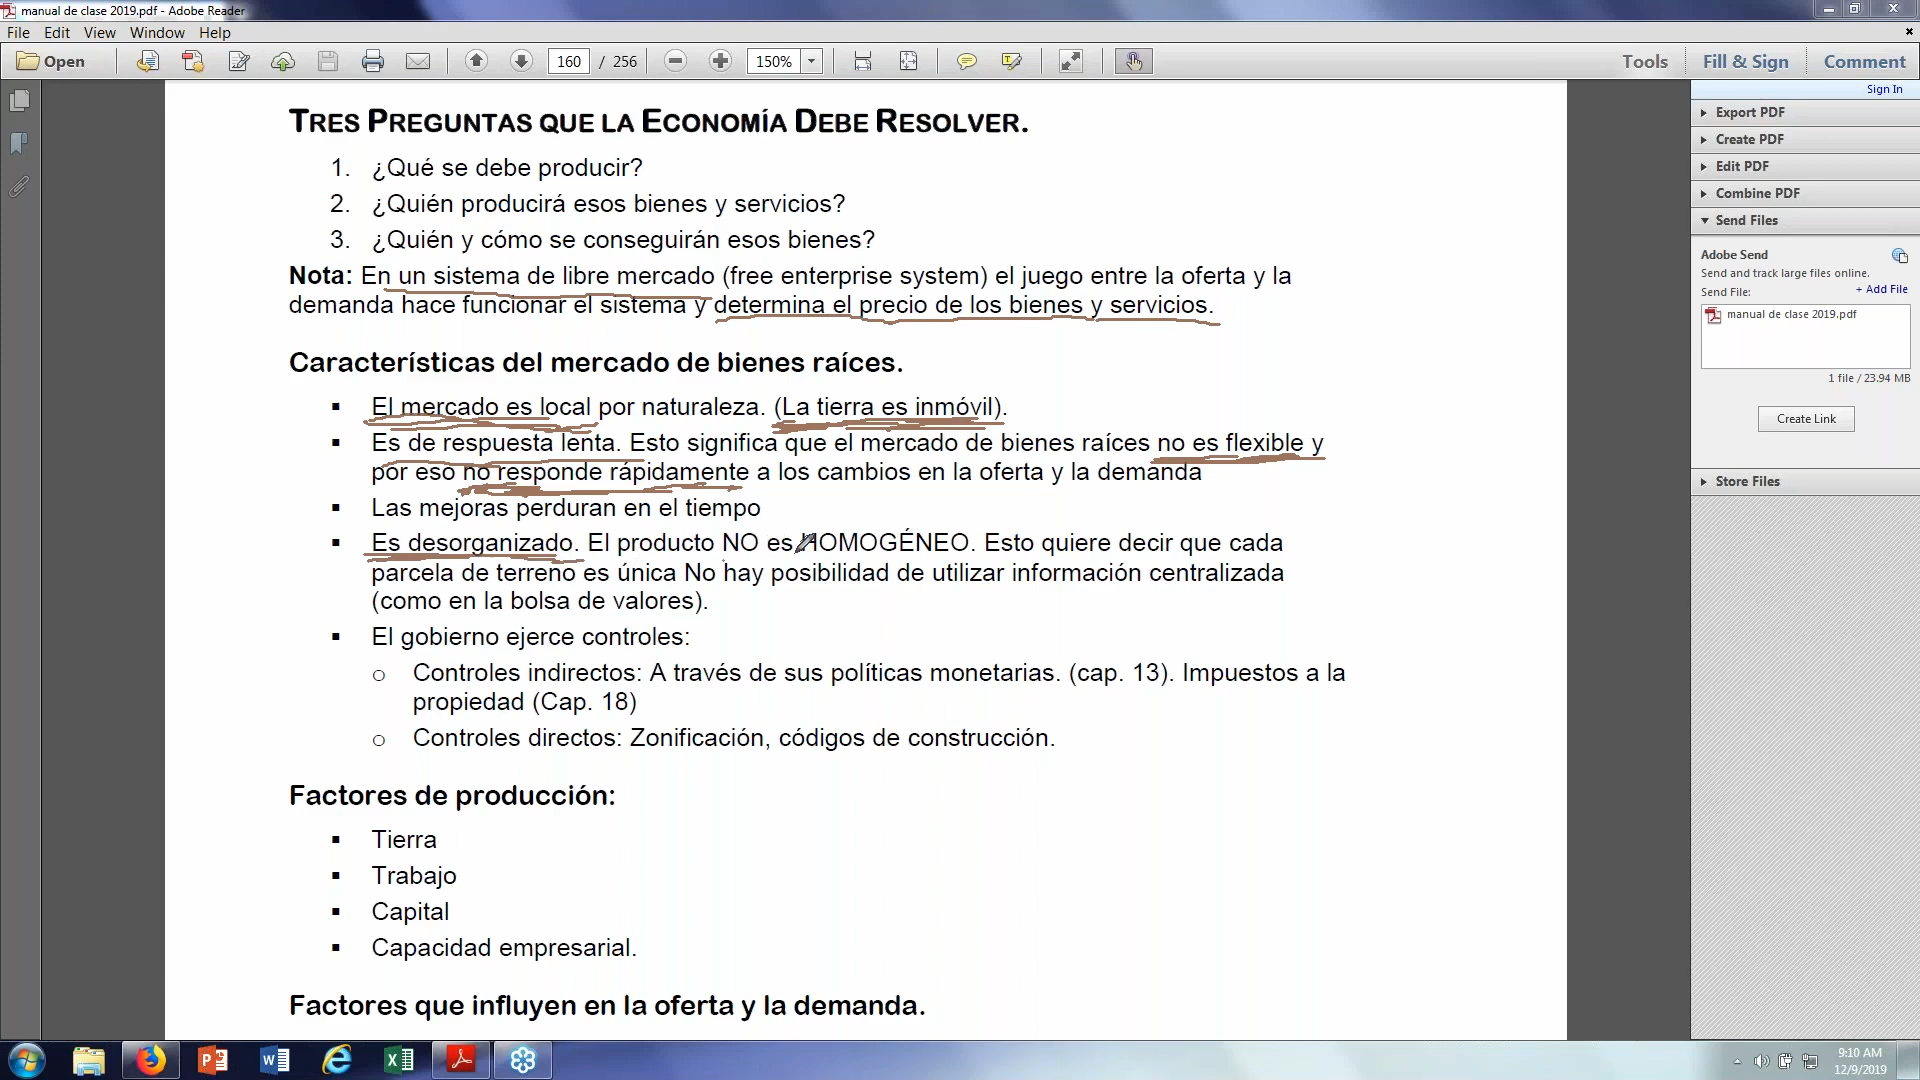 manual de clase 2019.pdf - Adobe Reader
File Edit View Window Help
Open 160 / 256 150% Tools Fill & Sign Comment
Sign In
TRES PREGUNTAS QUE LA ECONOMÍA DEBE RESOLVER.
1. ¿Qué se debe producir?
2. ¿Quién producirá esos bienes y servicios?
3. ¿Quién y cómo se conseguirán esos bienes?
Nota: En un sistema de libre mercado (free enterprise system) el juego entre la oferta y la
demanda hace funcionar el sistema y determina el precio de los bienes y servicios.
Características del mercado de bienes raíces.
▪ El mercado es local por naturaleza. (La tierra es inmóvil).
▪ Es de respuesta lenta. Esto significa que el mercado de bienes raíces no es flexible y
por eso no responde rápidamente a los cambios en la oferta y la demanda
▪ Las mejoras perduran en el tiempo
▪ Es desorganizado. El producto NO es HOMOGÉNEO. Esto quiere decir que cada
parcela de terreno es única No hay posibilidad de utilizar información centralizada
(como en la bolsa de valores).
▪ El gobierno ejerce controles:
o Controles indirectos: A través de sus políticas monetarias. (cap. 13). Impuestos a la
propiedad (Cap. 18)
o Controles directos: Zonificación, códigos de construcción.
Factores de producción:
▪ Tierra
▪ Trabajo
▪ Capital
▪ Capacidad empresarial.
Factores que influyen en la oferta y la demanda.
Export PDF
Create PDF
Edit PDF
Combine PDF
Send Files
Adobe Send
Send and track large files online.
Send File: + Add File
manual de clase 2019.pdf
1 file / 23.94 MB
Create Link
Store Files
9:10 AM
12/9/2019